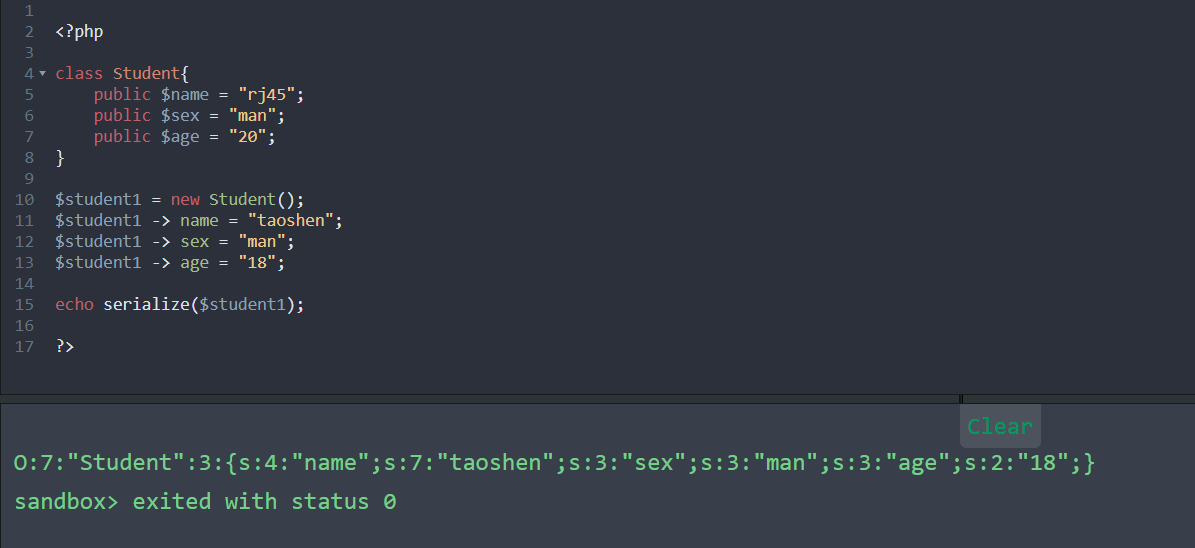 1
2 <?php
3
4 class Student{
5 public $name = "rj45";
6 public $sex = "man";
7 public $age = "20";
8 }
9
10 $student1 = new Student();
11 $student1 -> name = "taoshen";
12 $student1 -> sex = "man";
13 $student1 -> age = "18";
14
15 echo serialize($student1);
16
17 ?>
Clear
O:7:"Student":3:{s:4:"name";s:7:"taoshen";s:3:"sex";s:3:"man";s:3:"age";s:2:"18";}
sandbox> exited with status 0